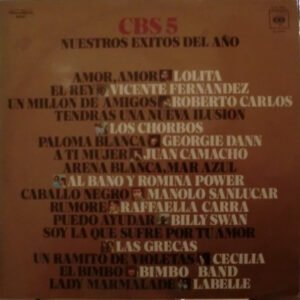 CBS 5
NUESTROS EXITOS DEL AÑO
AMOR, AMOR LOLITA
EL REY VICENTE FERNANDEZ
UN MILLON DE AMIGOS ROBERTO CARLOS
TENDRAS UNA NUEVA ILUSION
LOS CHORBOS
PALOMA BLANCA GEORGIE DANN
A TI MUJER JUAN CAMACHO
ARENA BLANCA, MAR AZUL
AL BANO Y ROMINA POWER
CABALLO NEGRO MANOLO SANLUCAR
RUMORE RAFFAELLA CARRA
PUEDO AYUDAR BILLY SWAN
SOY LA QUE SUFRE POR TU AMOR
LAS GRECAS
UN RAMITO DE VIOLETAS CECILIA
EL BIMBO BIMBO BAND
LADY MARMALADE LABELLE